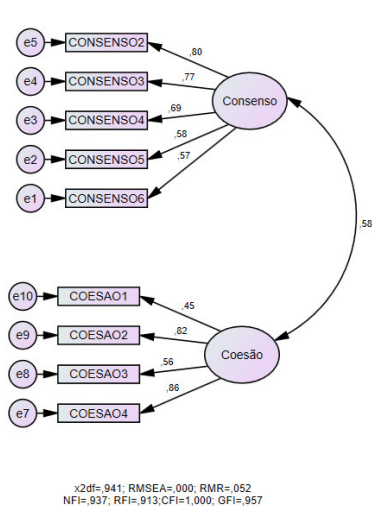 e5 CONSENSO2 ,80
e4 CONSENSO3 ,77
e3 CONSENSO4 ,69
Consenso
e2 CONSENSO5 ,58
e1 CONSENSO6 ,57
,58
e10 COESAO1 ,45
e9 COESAO2 ,82
Coesão
e8 COESAO3 ,56
e7 COESAO4 ,86
x2df=,941; RMSEA=,000; RMR=,052
NFI=,937; RFI=,913;CFI=1,000; GFI=,957